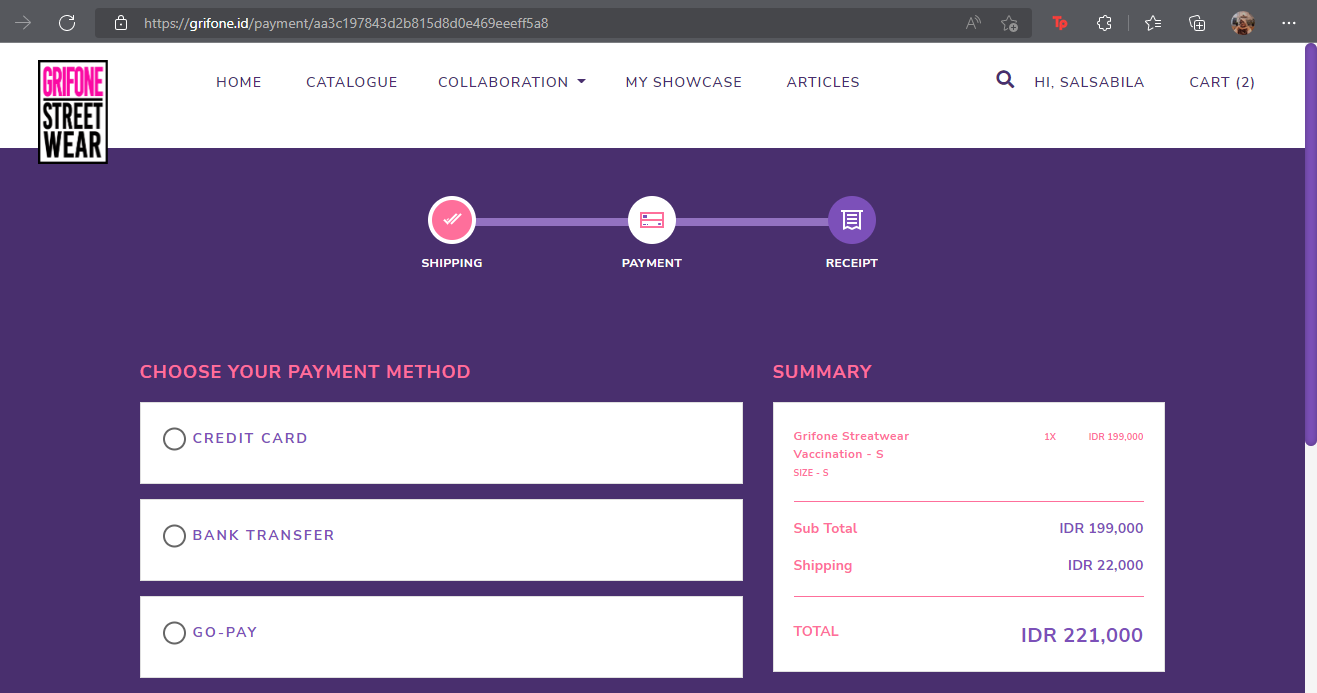 https://grifone.id/payment/aa3c197843d2b815d8d0e469eeeff5a8
GRIFONE
STREET
WEAR
HOME CATALOGUE COLLABORATION MY SHOWCASE ARTICLES HI, SALSABILA CART (2)
SHIPPING PAYMENT RECEIPT
CHOOSE YOUR PAYMENT METHOD
CREDIT CARD
BANK TRANSFER
GO-PAY
SUMMARY
Grifone Streatwear 1X IDR 199,000
Vaccination - S
SIZE - S
Sub Total IDR 199,000
Shipping IDR 22,000
TOTAL IDR 221,000